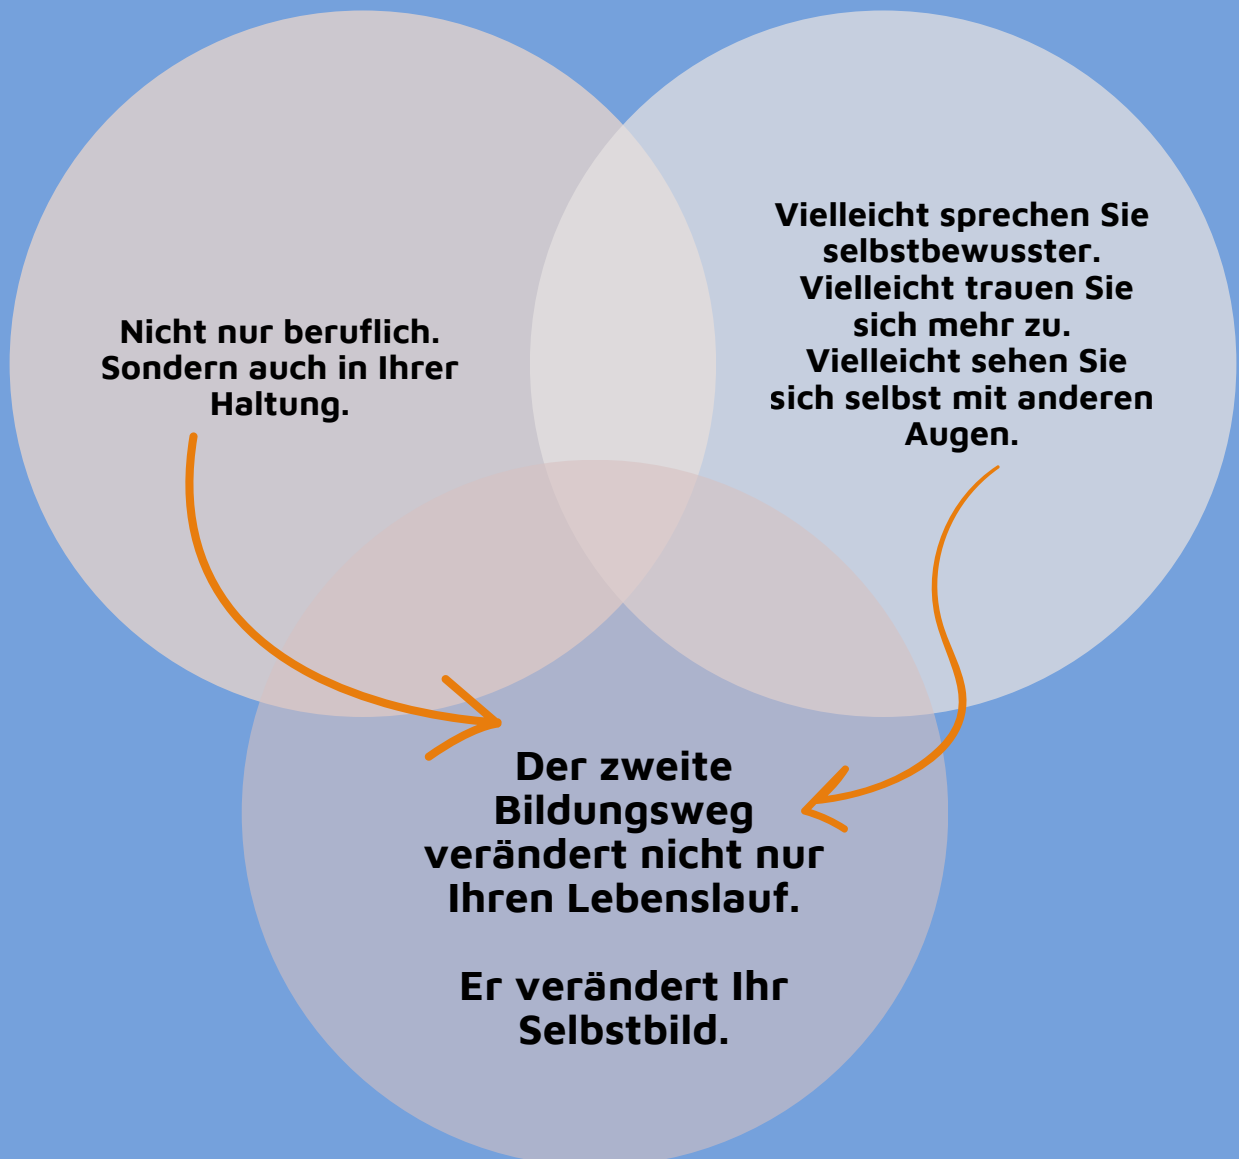 Nicht nur beruflich.
Sondern auch in Ihrer
Haltung.
Vielleicht sprechen Sie
selbstbewusster.
Vielleicht trauen Sie
sich mehr zu.
Vielleicht sehen Sie
sich selbst mit anderen
Augen.
Der zweite
Bildungsweg
verändert nicht nur
Ihren Lebenslauf.
Er verändert Ihr
Selbstbild.